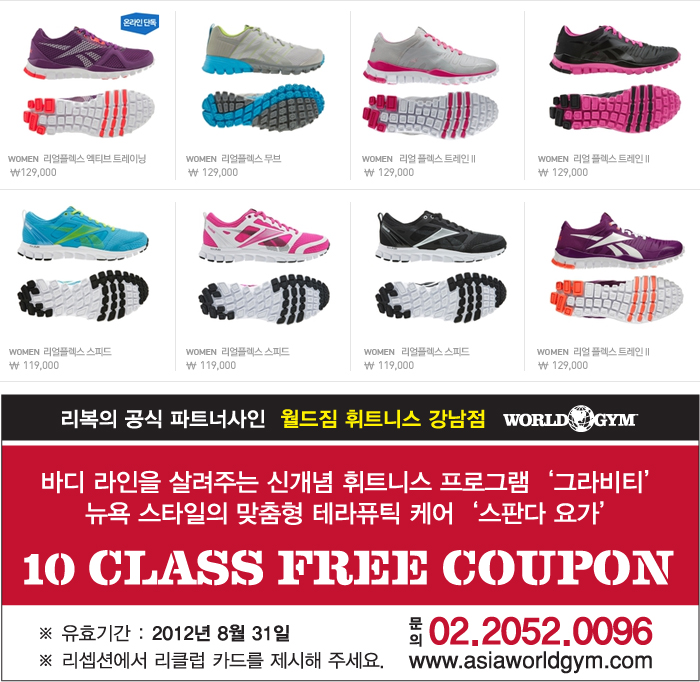 온라인 단독
WOMEN 리얼플렉스 엑티브 트레이닝
₩129,000
WOMEN 리얼플렉스 무브
₩ 129,000
WOMEN 리얼 플렉스 트레인 II
₩ 129,000
WOMEN 리얼 플렉스 트레인 II
₩ 129,000
WOMEN 리얼플렉스 스피드
₩ 119,000
WOMEN 리얼플렉스 스피드
₩ 119,000
WOMEN 리얼플렉스 스피드
₩ 119,000
WOMEN 리얼 플렉스 트레인 II
₩ 129,000
리복의 공식 파트너사인 월드짐 휘트니스 강남점 WORLD GYM
바디 라인을 살려주는 신개념 휘트니스 프로그램 ‘그라비티’
뉴욕 스타일의 맞춤형 테라퓨틱 케어 ‘스판다 요가’
10 CLASS FREE COUPON
※ 유효기간 : 2012년 8월 31일
※ 리셉션에서 리클럽 카드를 제시해 주세요.
문의 02.2052.0096
www.asiaworldgym.com